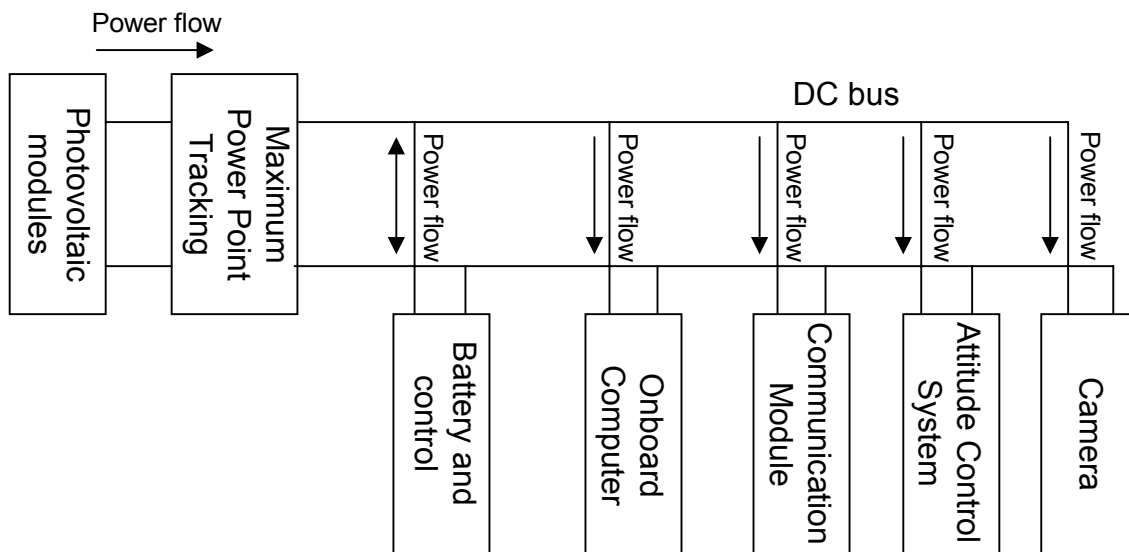 Power flow
DC bus
Photovoltaic
modules
Maximum
Power Point
Tracking
Power flow
Power flow
Power flow
Power flow
Power flow
Battery and
control
Onboard
Computer
Communication
Module
Attitude Control
System
Camera